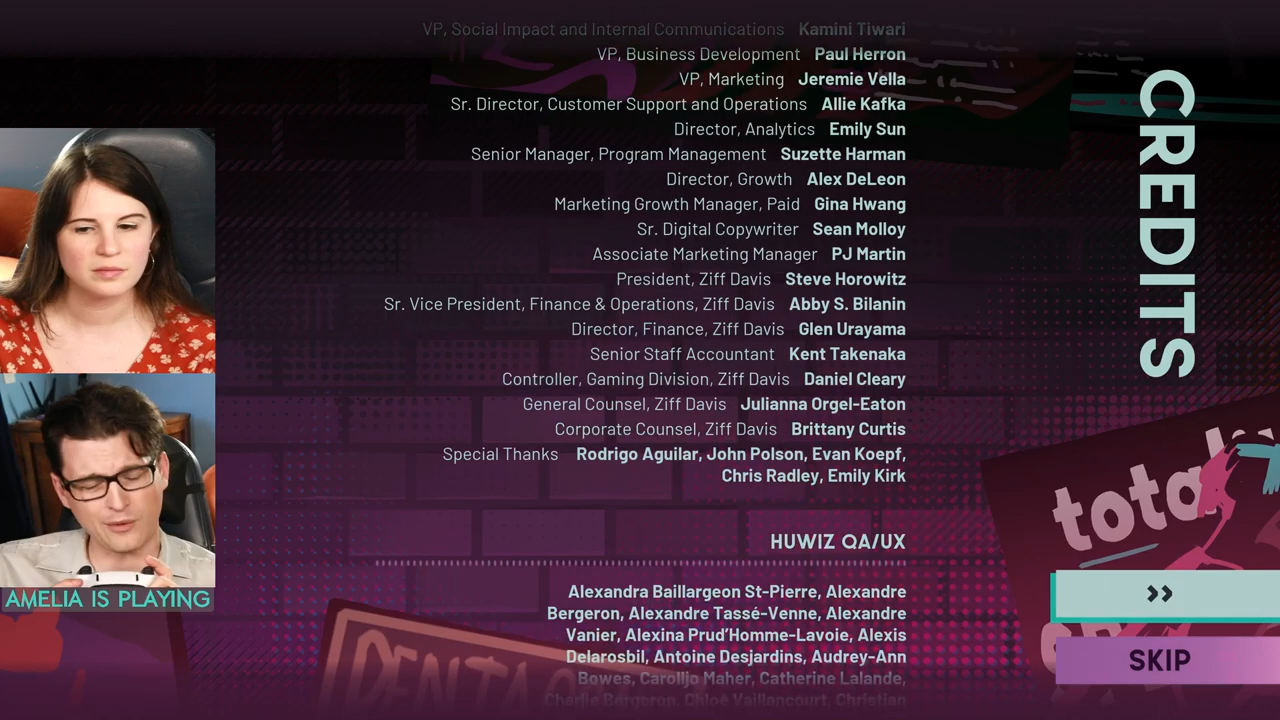 VP, Social Impact and Internal Communications Kamini Tiwari
VP, Business Development Paul Herron
VP, Marketing Jeremie Vella
Sr. Director, Customer Support and Operations Allie Kafka
Director, Analytics Emily Sun
Senior Manager, Program Management Suzette Harman
Director, Growth Alex DeLeon
Marketing Growth Manager, Paid Gina Hwang
Sr. Digital Copywriter Sean Molloy
Associate Marketing Manager PJ Martin
President, Ziff Davis Steve Horowitz
Sr. Vice President, Finance & Operations, Ziff Davis Abby S. Bilanin
Director, Finance, Ziff Davis Glen Urayama
Senior Staff Accountant Kent Takenaka
Controller, Gaming Division, Ziff Davis Daniel Cleary
General Counsel, Ziff Davis Julianna Orgel-Eaton
Corporate Counsel, Ziff Davis Brittany Curtis
Special Thanks Rodrigo Aguilar, John Polson, Evan Koepf,
Chris Radley, Emily Kirk
HUWIZ QA/UX
Alexandra Baillargeon St-Pierre, Alexandre
Bergeron, Alexandre Tassé-Venne, Alexandre
Vanier, Alexina Prud'Homme-Lavoie, Alexis
Delarosbil, Antoine Desjardins, Audrey-Ann
Bowes, Caroljo Maher, Catherine Lalande,
Charlie Bergeron, Chloé Vaillancourt, Christian
CREDITS
>>
SKIP
AMELIA IS PLAYING